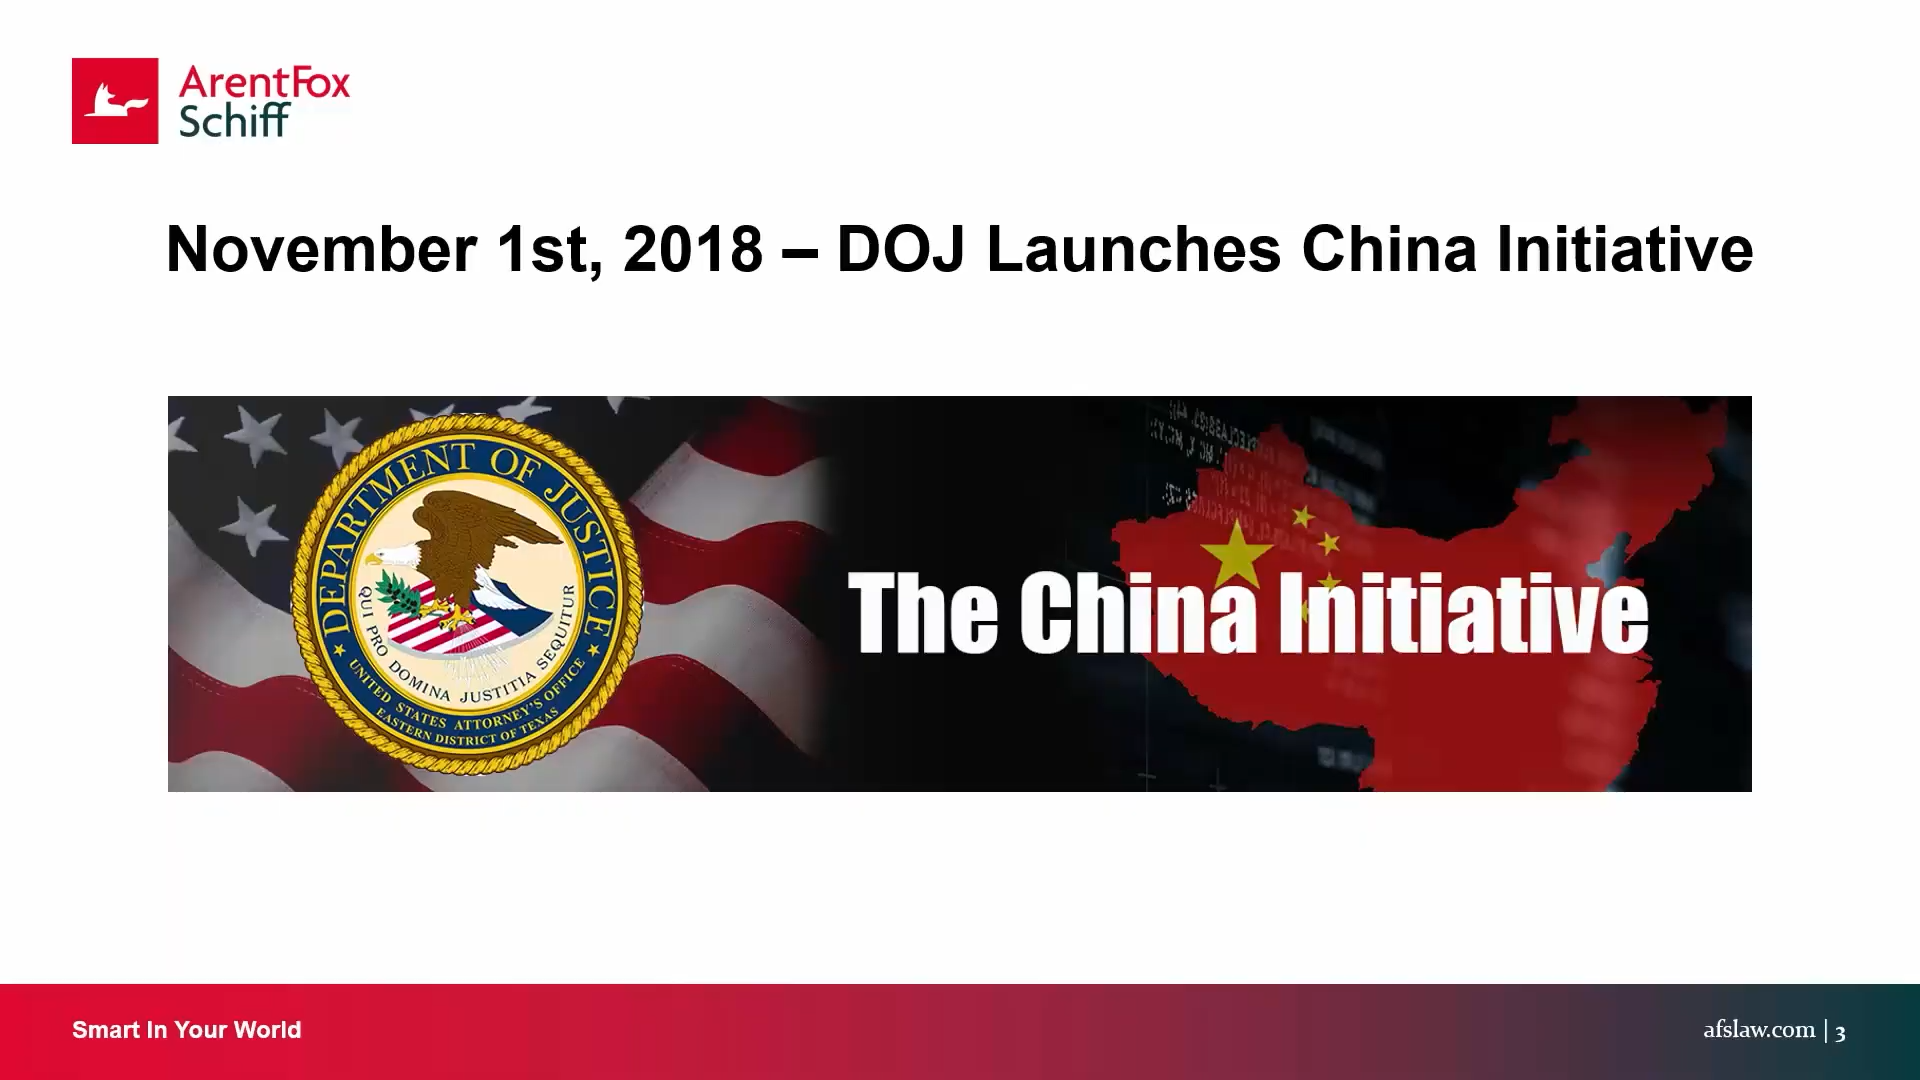 ArentFox
Schiff
November 1st, 2018 – DOJ Launches China Initiative
DEPARTMENT OF JUSTICE
QUI PRO DOMINA JUSTITIA SEQUITUR
UNITED STATES ATTORNEY'S OFFICE
EASTERN DISTRICT OF TEXAS
The China Initiative
Smart In Your World
afslaw.com | 3